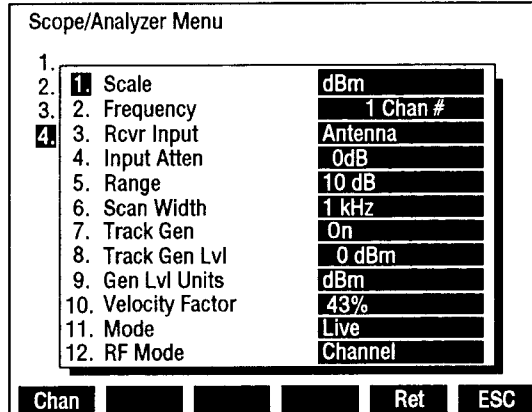 Scope/Analyzer Menu
1.
2.
3.
4.
1. Scale dBm
2. Frequency 1 Chan #
3. Rcvr Input Antenna
4. Input Atten 0dB
5. Range 10 dB
6. Scan Width 1 kHz
7. Track Gen On
8. Track Gen Lvl 0 dBm
9. Gen Lvl Units dBm
10. Velocity Factor 43%
11. Mode Live
12. RF Mode Channel
Chan Ret ESC